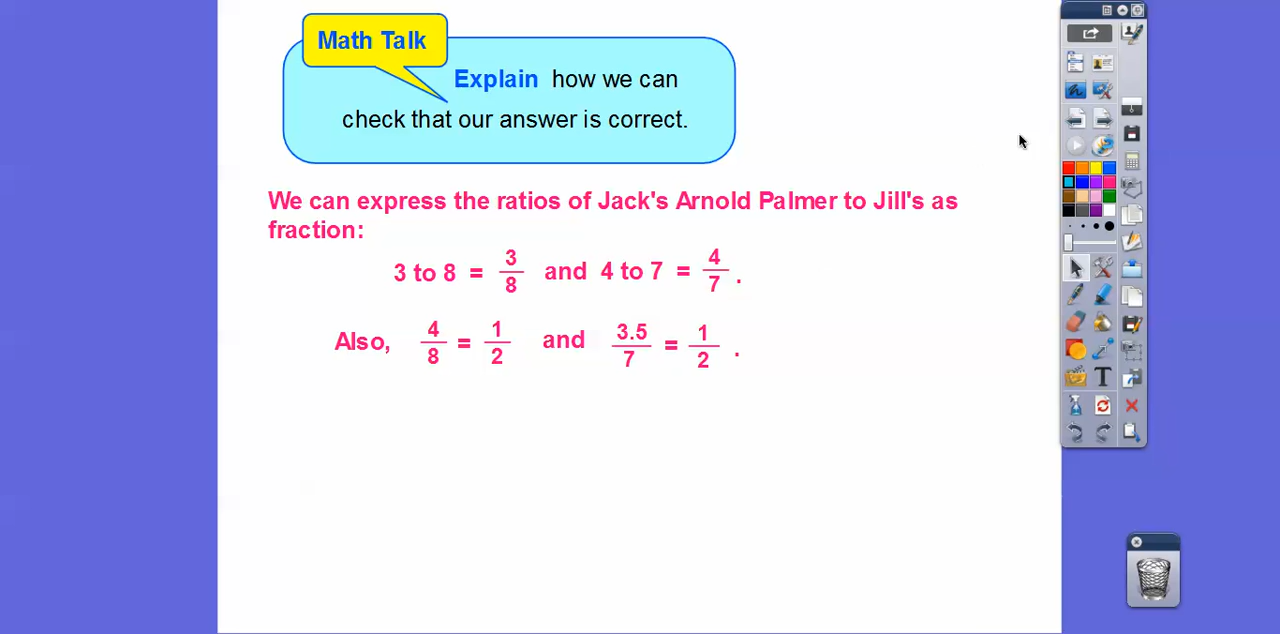 Math Talk
Explain how we can
check that our answer is correct.
We can express the ratios of Jack's Arnold Palmer to Jill's as
fraction:
3 to 8 = 3/8 and 4 to 7 = 4/7 .
Also, 4/8 = 1/2 and 3.5/7 = 1/2 .